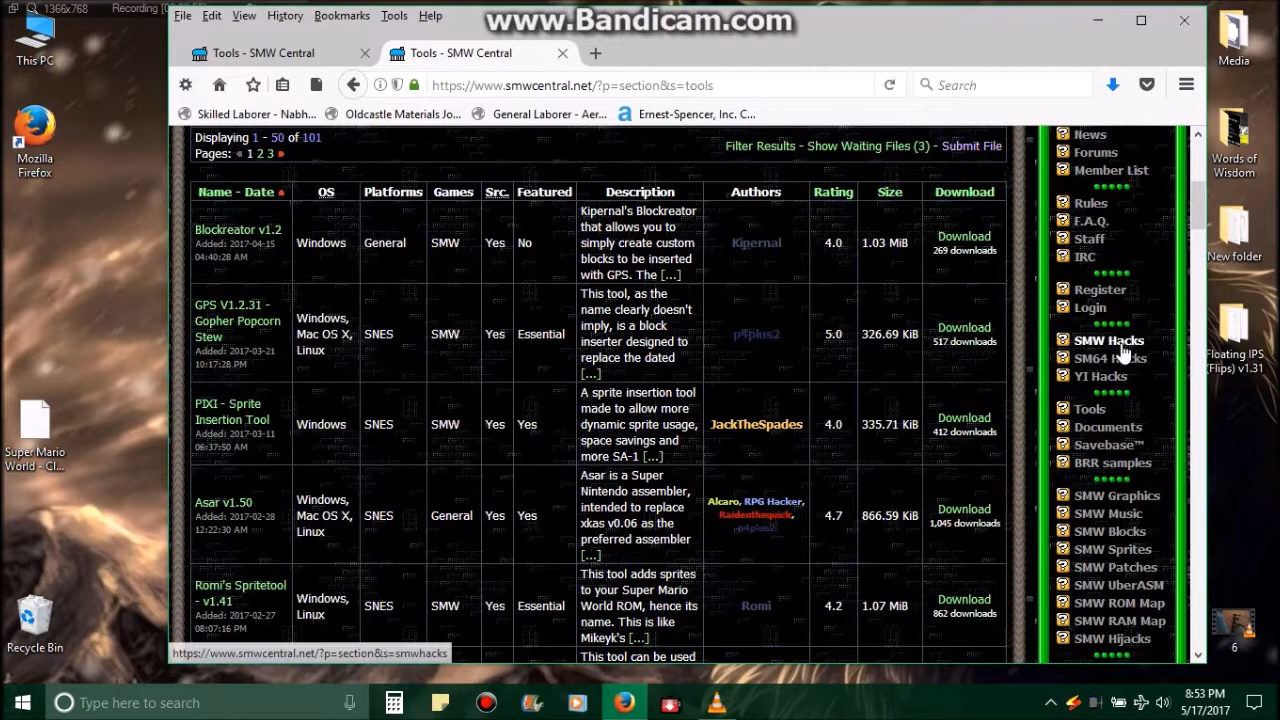 1366x768
Recording [
www.Bandicam.com
File Edit View History Bookmarks Tools Help
Tools - SMW Central
Tools - SMW Central
https://www.smwcentral.net/?p=section&s=tools
Search
Skilled Laborer - Nabh...
Oldcastle Materials Jo...
General Laborer - Aer...
Ernest-Spencer, Inc. C...
Displaying 1 - 50 of 101
Pages: 1 2 3
Filter Results - Show Waiting Files (3) - Submit File
Name - Date OS Platforms Games Src. Featured Description Authors Rating Size Download
Blockreator v1.2
Added: 2017-04-15
04:40:28 AM
Windows
General
SMW
Yes
No
Kipernal's Blockreator
that allows you to
simply create custom
blocks to be inserted
with GPS. The [...]
Kipernal
4.0
1.03 MiB
Download
269 downloads
GPS V1.2.31 -
Gopher Popcorn
Stew
Added: 2017-03-21
10:17:28 PM
Windows,
Mac OS X,
Linux
SNES
SMW
Yes
Essential
This tool, as the
name clearly doesn't
imply, is a block
inserter designed to
replace the dated
[...]
p4plus2
5.0
326.69 KiB
Download
517 downloads
PIXI - Sprite
Insertion Tool
Added: 2017-03-11
06:37:50 AM
Windows
SNES
SMW
Yes
Yes
A sprite insertion tool
made to allow more
dynamic sprite usage,
space savings and
more SA-1 [...]
JackTheSpades
4.0
335.71 KiB
Download
412 downloads
Asar v1.50
Added: 2017-02-28
12:22:30 AM
Windows,
Mac OS X,
Linux
SNES
General
Yes
Yes
Asar is a Super
Nintendo assembler,
intended to replace
xkas v0.06 as the
preferred assembler
[...]
Alcaro, RPG Hacker,
Raidenthequick,
p4plus2
4.7
866.59 KiB
Download
1,045 downloads
Romi's Spritetool
- v1.41
Added: 2017-02-27
08:07:16 PM
Windows,
Linux
SNES
SMW
Yes
Essential
This tool adds sprites
to your Super Mario
World ROM, hence its
name. This is like
Mikeyk's [...]
Romi
4.2
1.07 MiB
Download
862 downloads
This tool can be used
https://www.smwcentral.net/?p=section&s=smwhacks
News
Forums
Member List
Rules
F.A.Q.
Staff
IRC
Register
Login
SMW Hacks
SM64 Hacks
YI Hacks
Tools
Documents
Savebase™
BRR samples
SMW Graphics
SMW Music
SMW Blocks
SMW Sprites
SMW Patches
SMW UberASM
SMW ROM Map
SMW RAM Map
SMW Hijacks
This PC
Mozilla
Firefox
Super Mario
World - Cl...
Recycle Bin
Media
Words of
Wisdom
New folder
Floating IPS
(Flips) v1.31
6
Type here to search
8:53 PM
5/17/2017